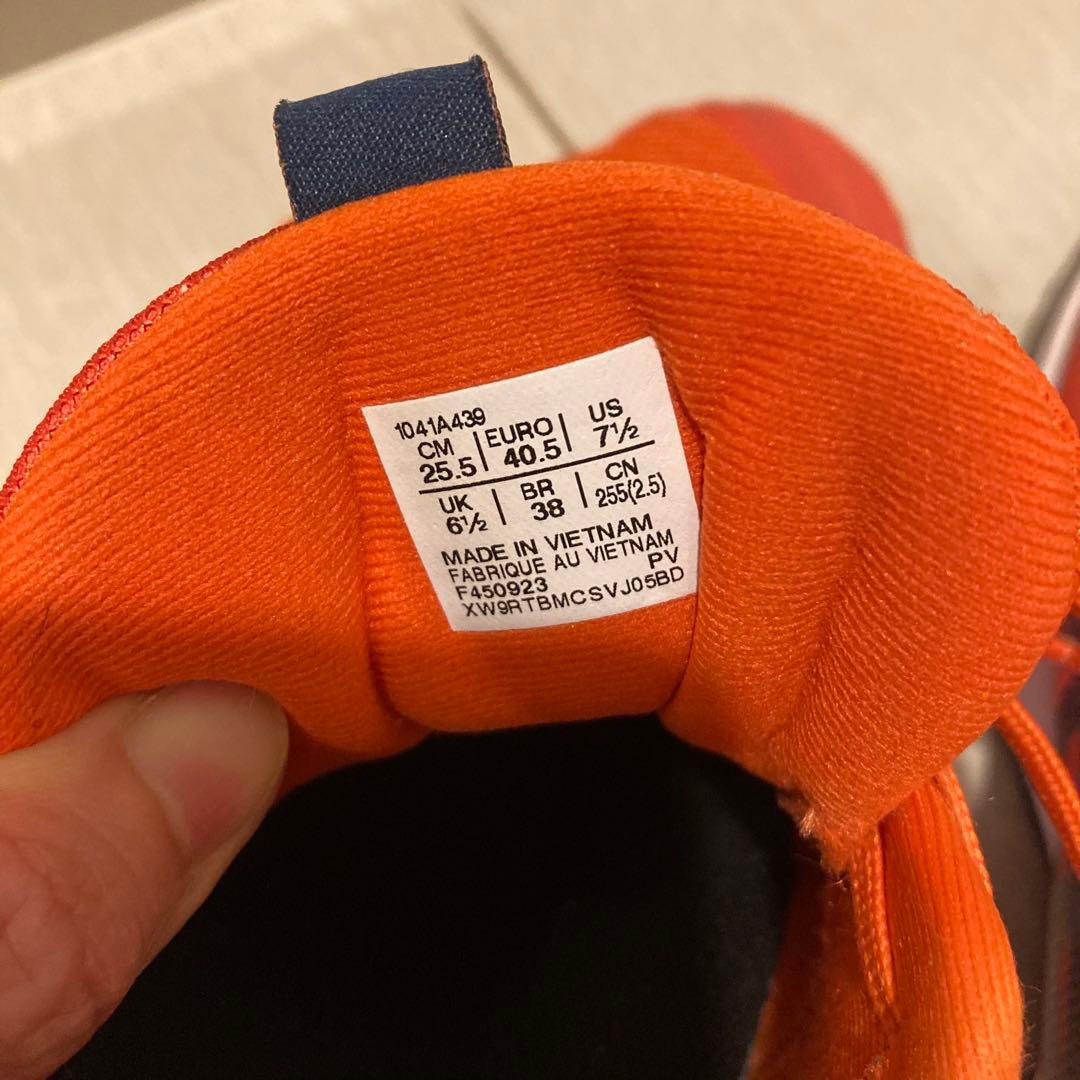 1041A439
CM | EURO | US
25.5 | 40.5 | 7½
UK | BR | CN
6½ | 38 | 255(2.5)
MADE IN VIETNAM
FABRIQUE AU VIETNAM
F450923 PV
XW9RTBMCSVJ05BD